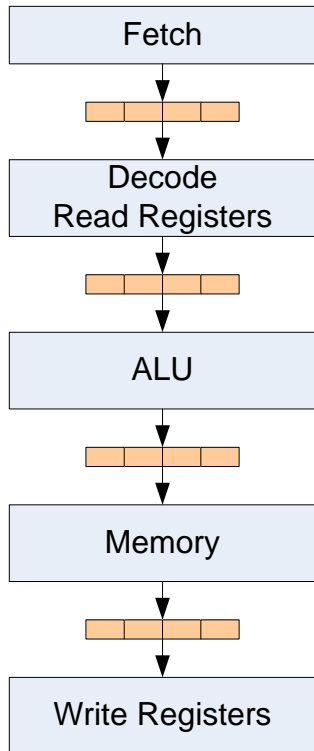 Fetch
Decode
Read Registers
ALU
Memory
Write Registers